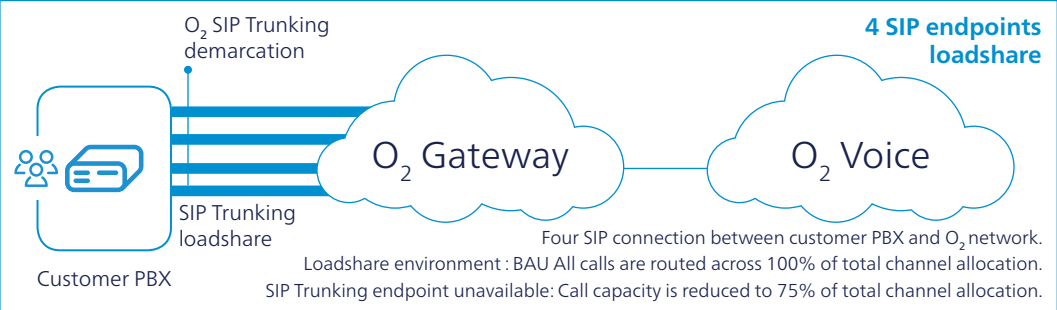 O₂ SIP Trunking
demarcation
4 SIP endpoints
loadshare
O₂ Gateway
O₂ Voice
SIP Trunking
loadshare
Customer PBX
Four SIP connection between customer PBX and O₂ network.
Loadshare environment : BAU All calls are routed across 100% of total channel allocation.
SIP Trunking endpoint unavailable: Call capacity is reduced to 75% of total channel allocation.